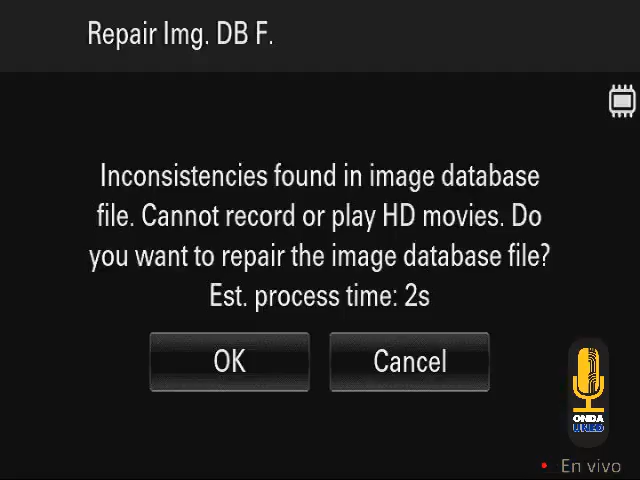 Repair Img. DB F.
Inconsistencies found in image database
file. Cannot record or play HD movies. Do
you want to repair the image database file?
Est. process time: 2s
OK
Cancel
ONDA
En vivo